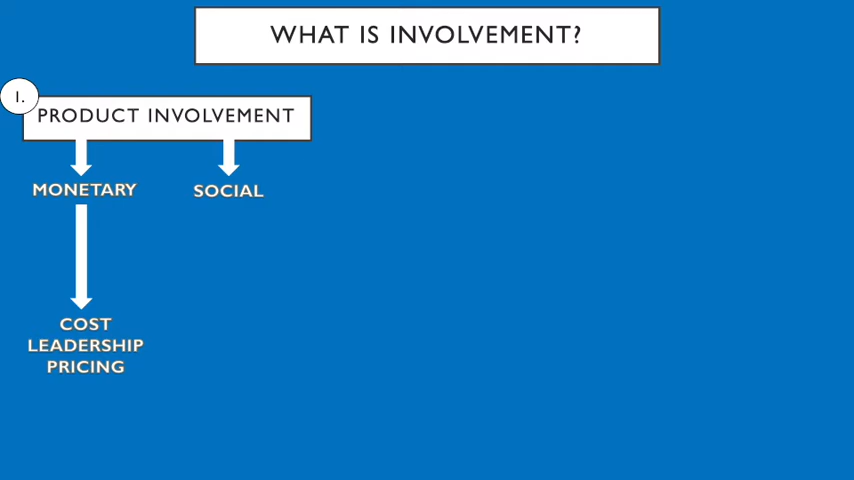 WHAT IS INVOLVEMENT?
1.
PRODUCT INVOLVEMENT
MONETARY
SOCIAL
COST
LEADERSHIP
PRICING